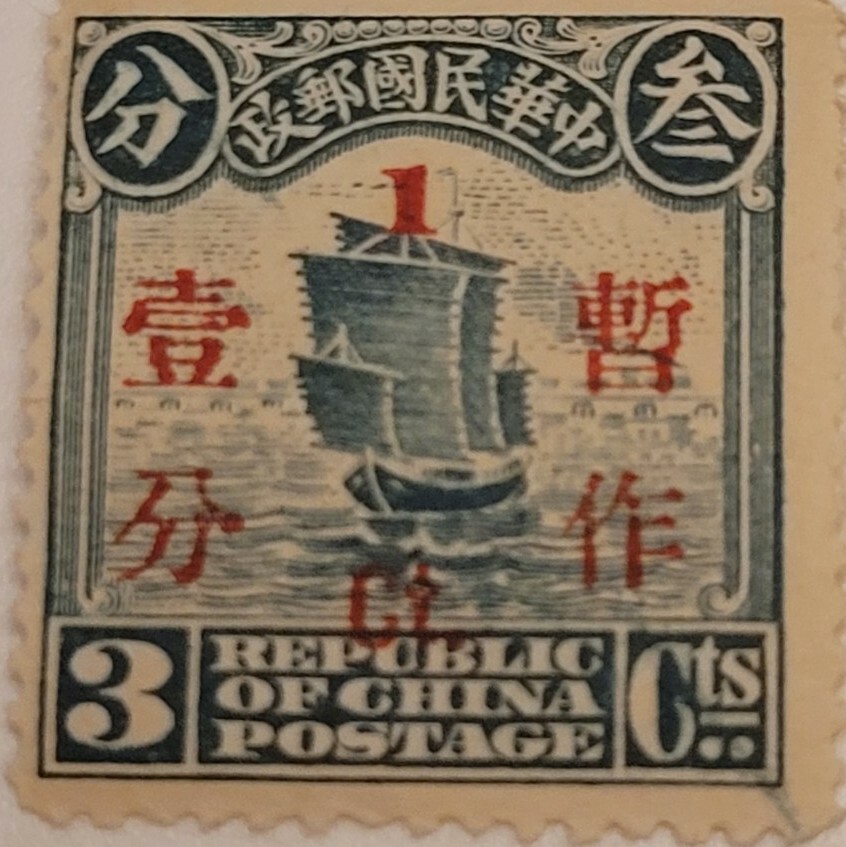 叁 中華民國郵政 分
1
暫作
壹分
Ct.
3 REPUBLIC Cts
OF CHINA
POSTAGE